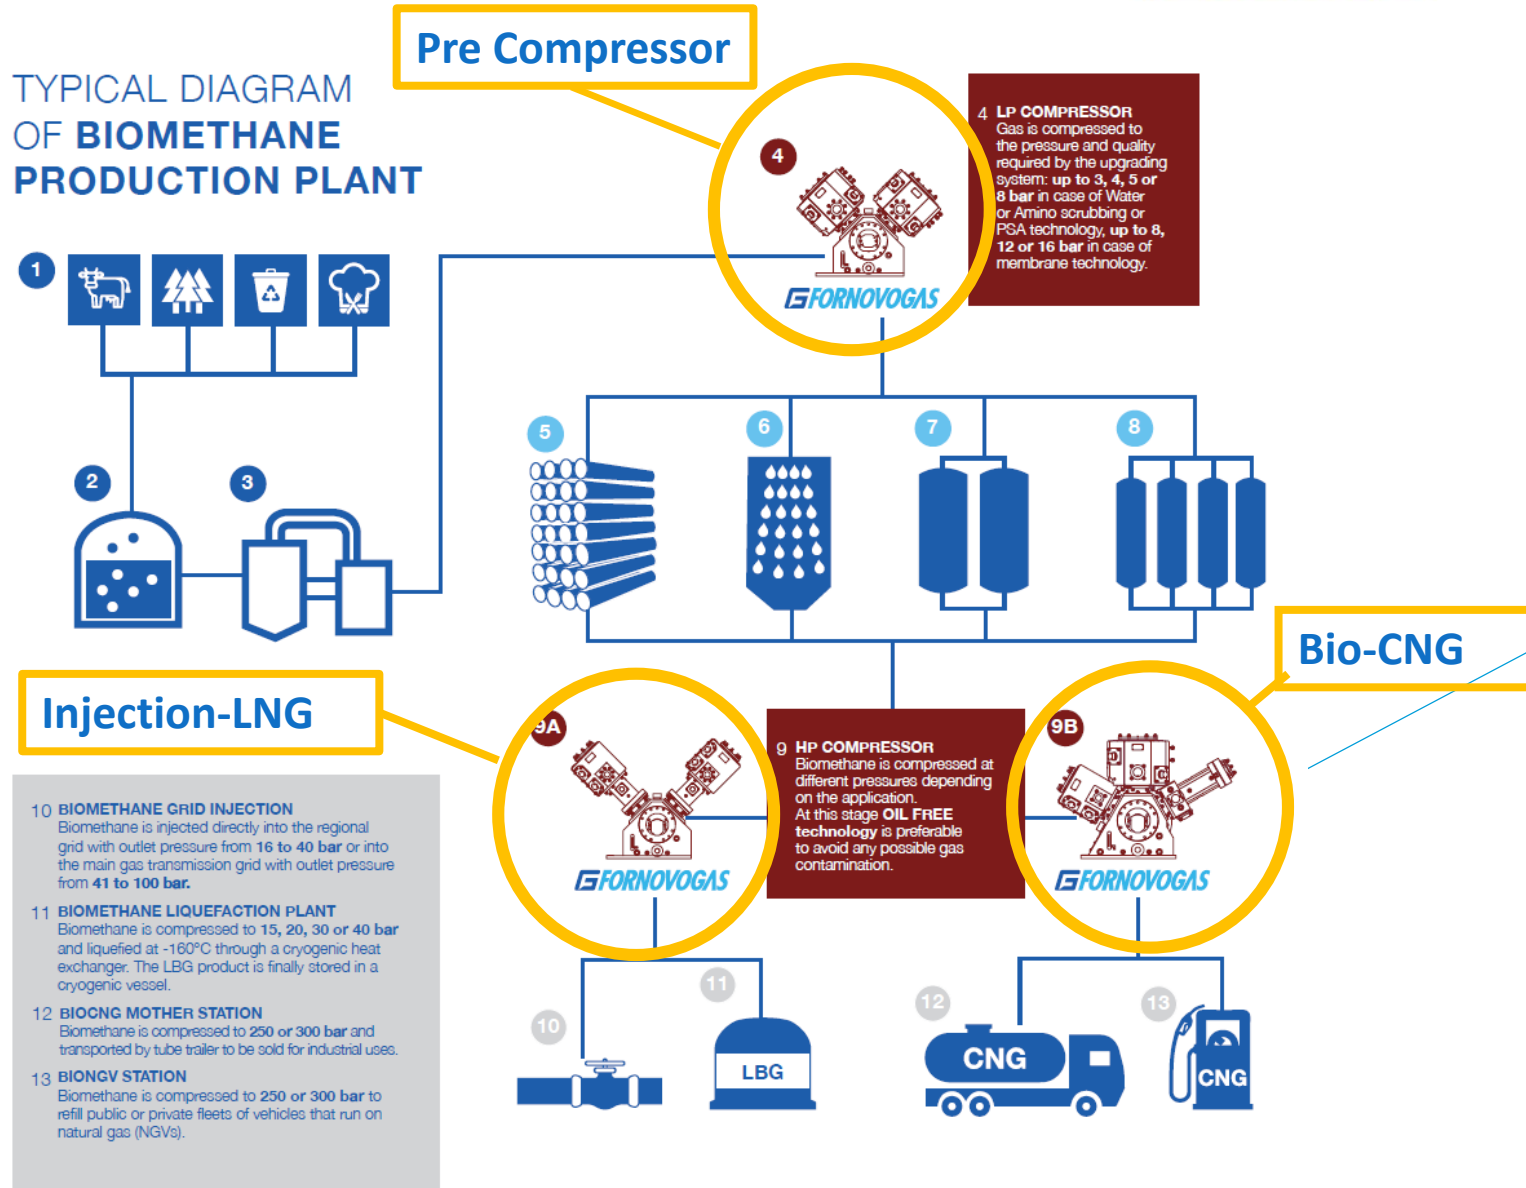 Pre Compressor
TYPICAL DIAGRAM
OF BIOMETHANE
PRODUCTION PLANT
4 LP COMPRESSOR
Gas is compressed to
the pressure and quality
required by the upgrading
system: up to 3, 4, 5 or
8 bar in case of Water
or Amino scrubbing or
PSA technology, up to 8,
12 or 16 bar in case of
membrane technology.
4
FORNOVOGAS
1
2
3
5
6
7
8
Injection-LNG
Bio-CNG
9A
FORNOVOGAS
9 HP COMPRESSOR
Biomethane is compressed at
different pressures depending
on the application.
At this stage OIL FREE
technology is preferable
to avoid any possible gas
contamination.
9B
FORNOVOGAS
10 BIOMETHANE GRID INJECTION
Biomethane is injected directly into the regional
grid with outlet pressure from 16 to 40 bar or into
the main gas transmission grid with outlet pressure
from 41 to 100 bar.
11 BIOMETHANE LIQUEFACTION PLANT
Biomethane is compressed to 15, 20, 30 or 40 bar
and liquefied at -160°C through a cryogenic heat
exchanger. The LBG product is finally stored in a
cryogenic vessel.
12 BIOCNG MOTHER STATION
Biomethane is compressed to 250 or 300 bar and
transported by tube trailer to be sold for industrial uses.
13 BIONGV STATION
Biomethane is compressed to 250 or 300 bar to
refill public or private fleets of vehicles that run on
natural gas (NGVs).
10
11
LBG
12
CNG
13
CNG